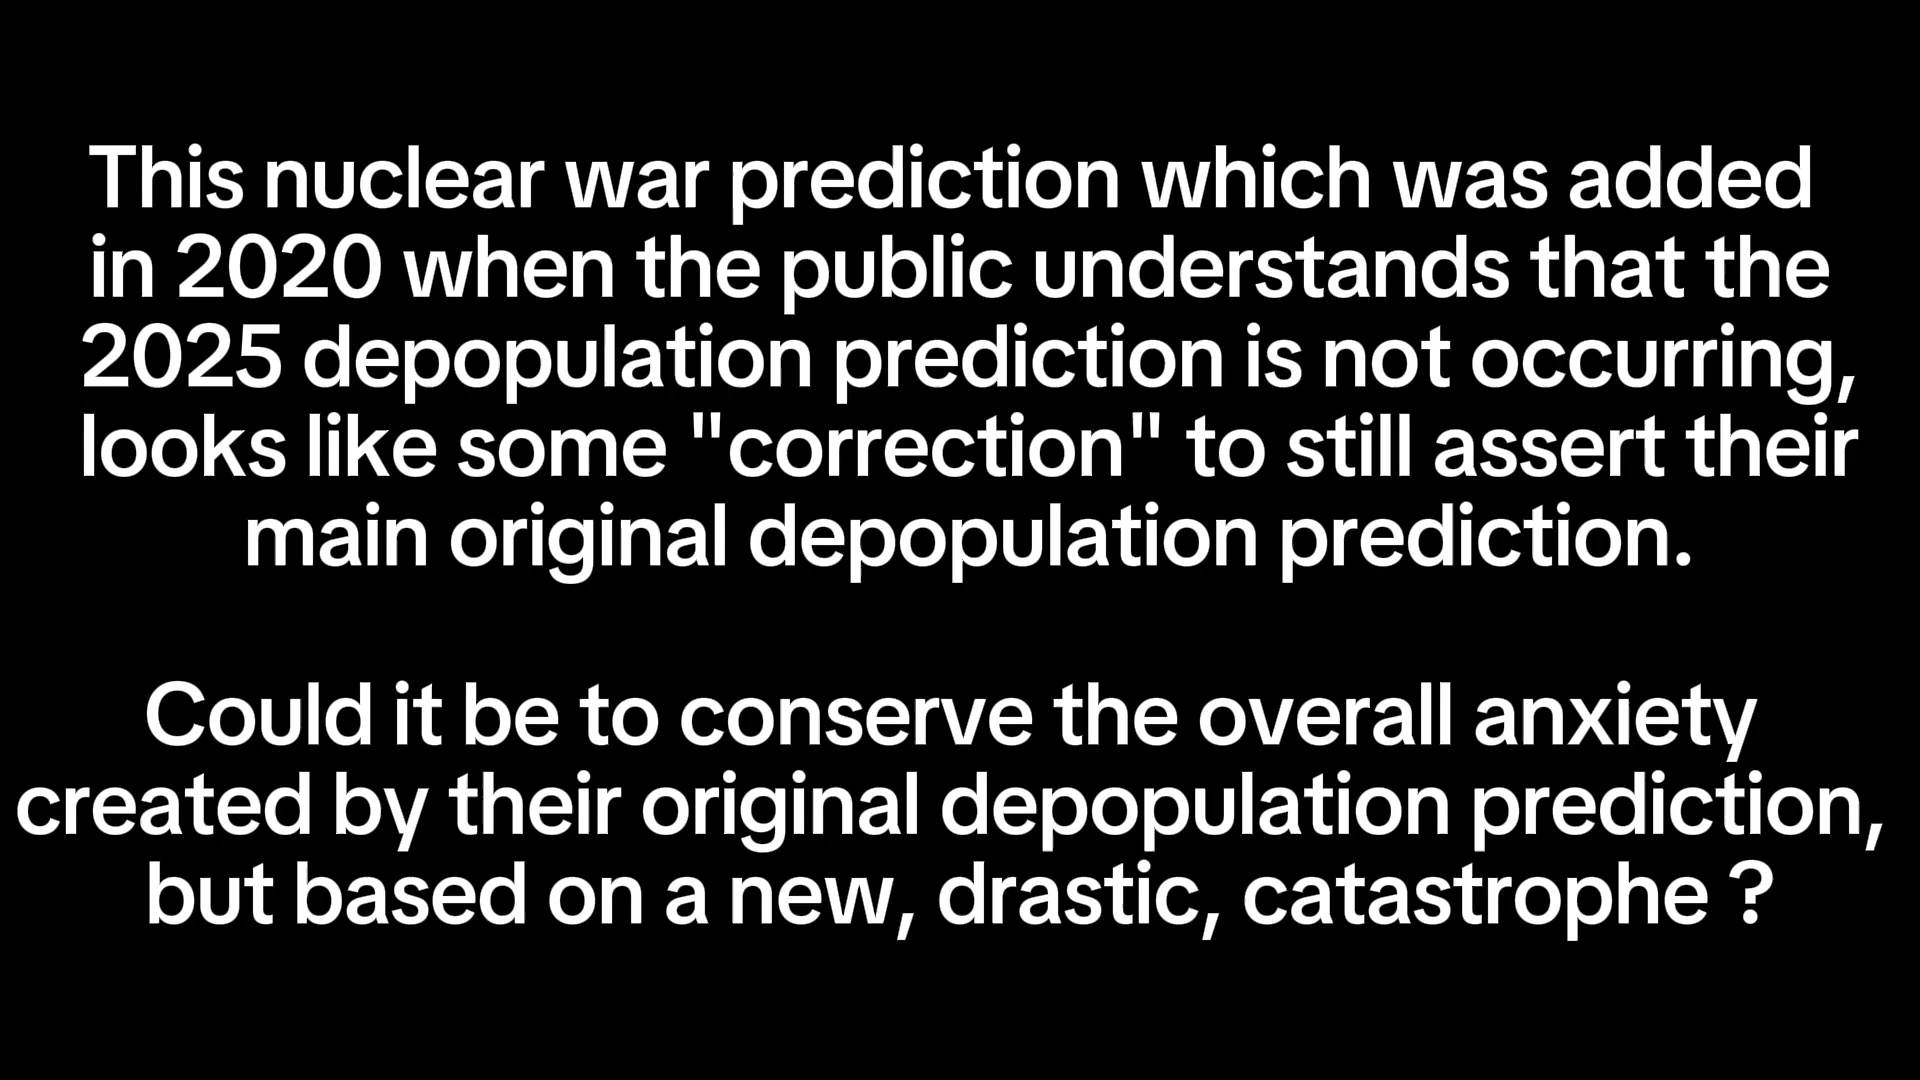 This nuclear war prediction which was added
in 2020 when the public understands that the
2025 depopulation prediction is not occurring,
looks like some "correction" to still assert their
main original depopulation prediction.
Could it be to conserve the overall anxiety
created by their original depopulation prediction,
but based on a new, drastic, catastrophe ?